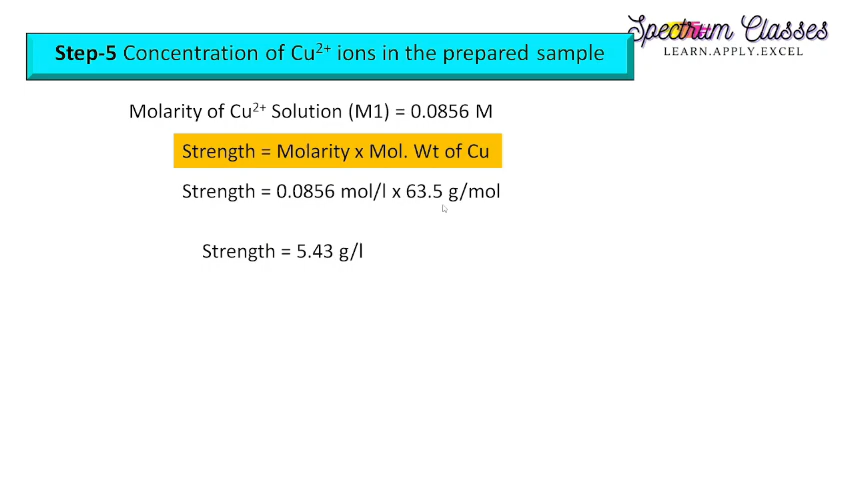 Spectrum Classes
LEARN.APPLY.EXCEL
Step-5 Concentration of Cu²⁺ ions in the prepared sample
Molarity of Cu²⁺ Solution (M1) = 0.0856 M
Strength = Molarity x Mol. Wt of Cu
Strength = 0.0856 mol/l x 63.5 g/mol
Strength = 5.43 g/l